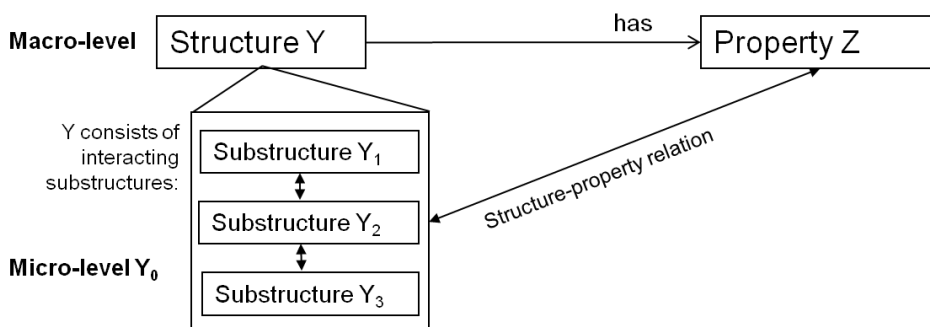 has
Macro-level
Structure Y
Property Z
Y consists of
interacting
substructures:
Substructure Y₁
Substructure Y₂
Substructure Y₃
Structure-property relation
Micro-level Y₀